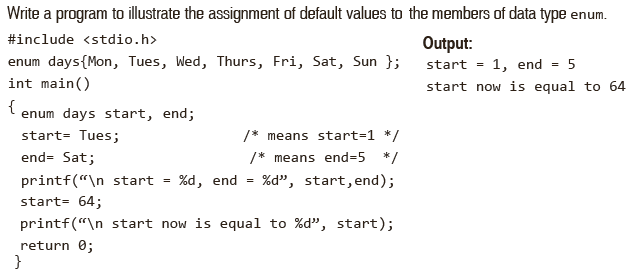 Write a program to illustrate the assignment of default values to the members of data type enum.
#include <stdio.h>
enum days{Mon, Tues, Wed, Thurs, Fri, Sat, Sun };
int main()
{ enum days start, end;
start= Tues; /* means start=1 */
end= Sat; /* means end=5 */
printf(“\n start = %d, end = %d”, start,end);
start= 64;
printf(“\n start now is equal to %d”, start);
return 0;
}
Output:
start = 1, end = 5
start now is equal to 64